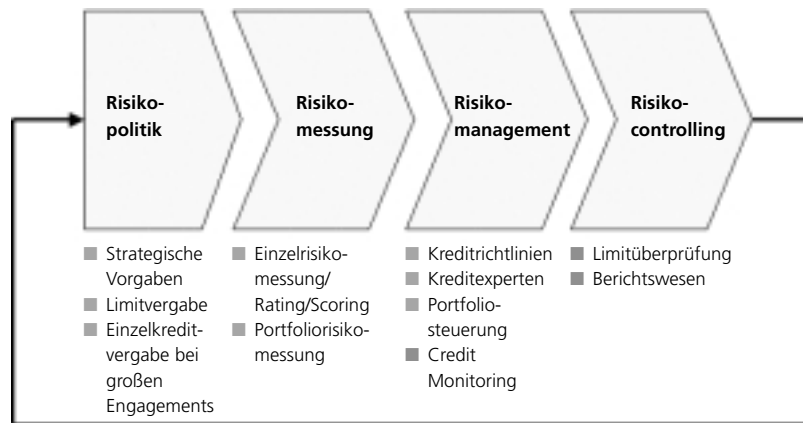 Risiko-
politik
Risiko-
messung
Risiko-
management
Risiko-
controlling
Strategische
Vorgaben
Limitvergabe
Einzelkredit-
vergabe bei
großen
Engagements
Einzelrisiko-
messung/
Rating/Scoring
Portfoliorisiko-
messung
Kreditrichtlinien
Kreditexperten
Portfolio-
steuerung
Credit
Monitoring
Limitüberprüfung
Berichtswesen